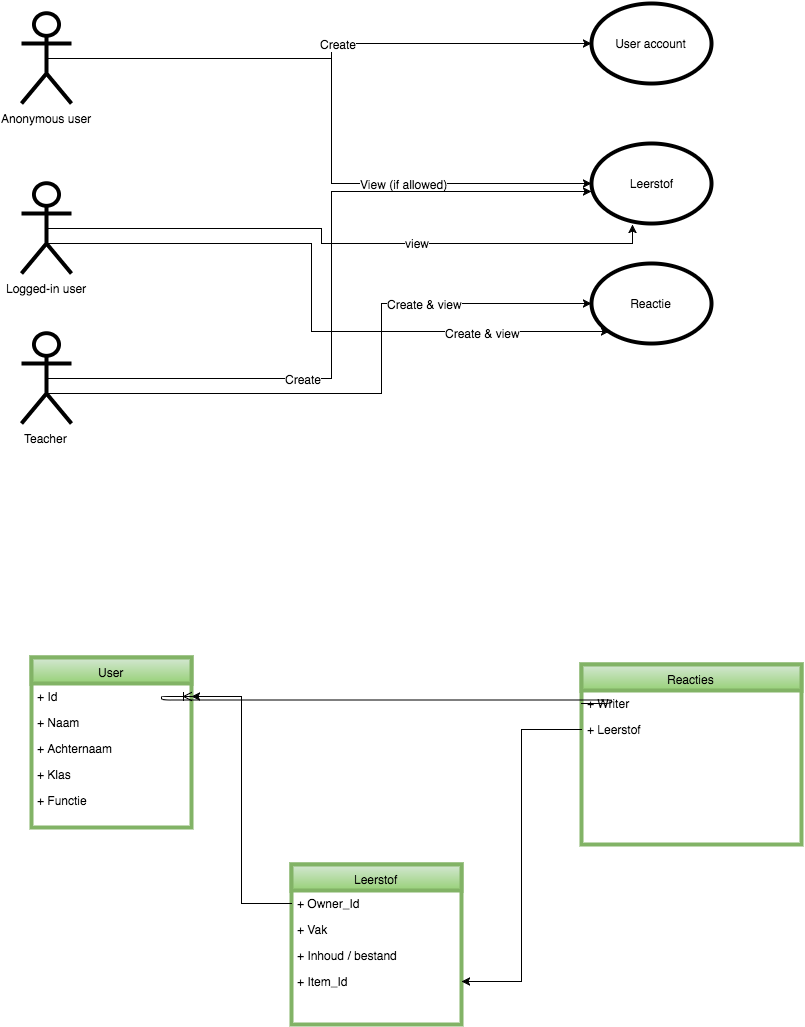 Create
User account
Anonymous user
View (if allowed)
Leerstof
view
Logged-in user
Create & view
Reactie
Create & view
Create
Teacher
User
+ Id
+ Naam
+ Achternaam
+ Klas
+ Functie
Reacties
+ Writer
+ Leerstof
Leerstof
+ Owner_Id
+ Vak
+ Inhoud / bestand
+ Item_Id